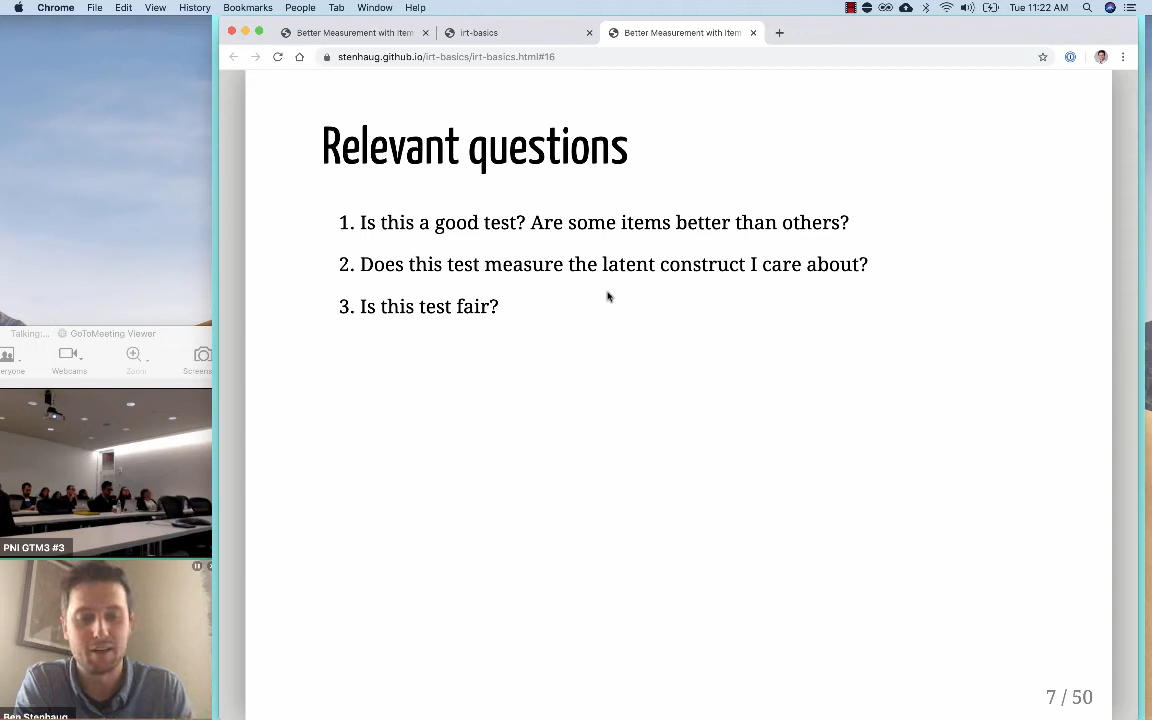 Chrome File Edit View History Bookmarks People Tab Window Help
Tue 11:22 AM
Better Measurement with Item
irt-basics
Better Measurement with Item
stenhaug.github.io/irt-basics/irt-basics.html#16
Relevant questions
1. Is this a good test? Are some items better than others?
2. Does this test measure the latent construct I care about?
3. Is this test fair?
7 / 50
Talking:...
GoToMeeting Viewer
eryone
Webcams
Zoom
Screens
PNI GTM3 #3
Ben Stenhaug